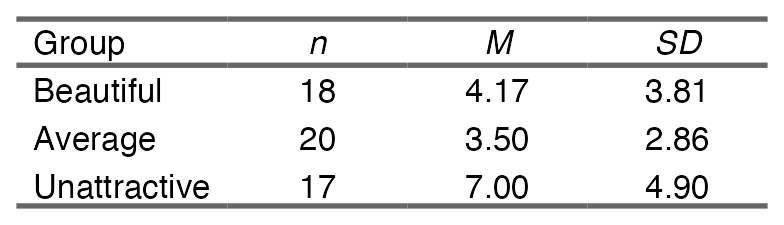 Group n M SD
Beautiful 18 4.17 3.81
Average 20 3.50 2.86
Unattractive 17 7.00 4.90